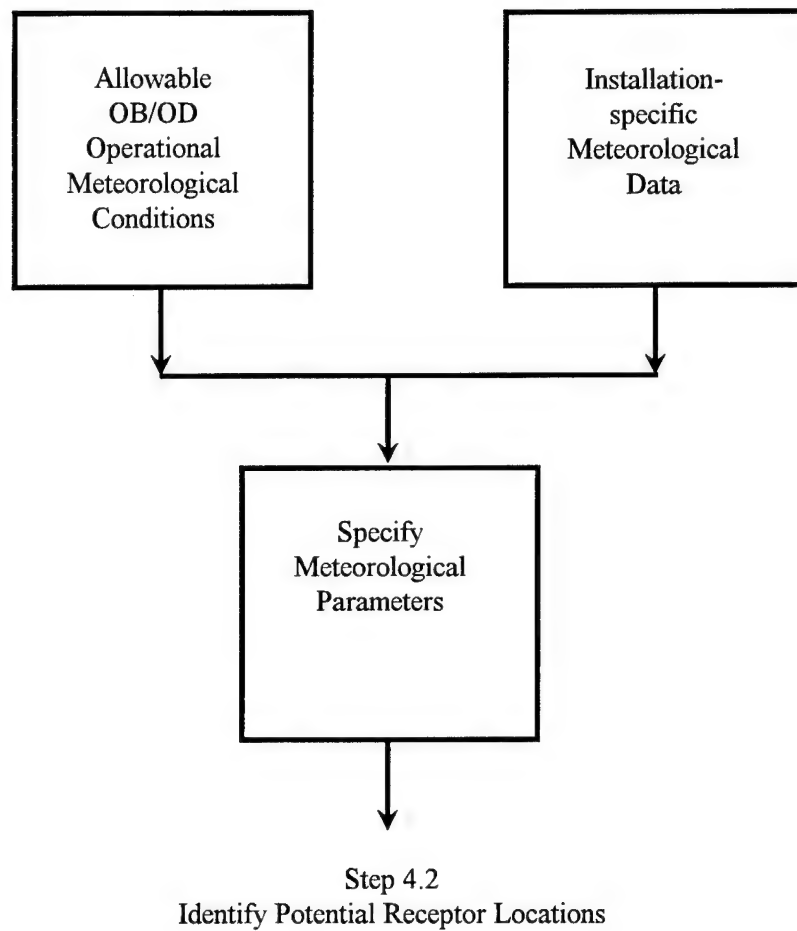 Allowable
OB/OD
Operational
Meteorological
Conditions
Installation-
specific
Meteorological
Data
Specify
Meteorological
Parameters
Step 4.2
Identify Potential Receptor Locations